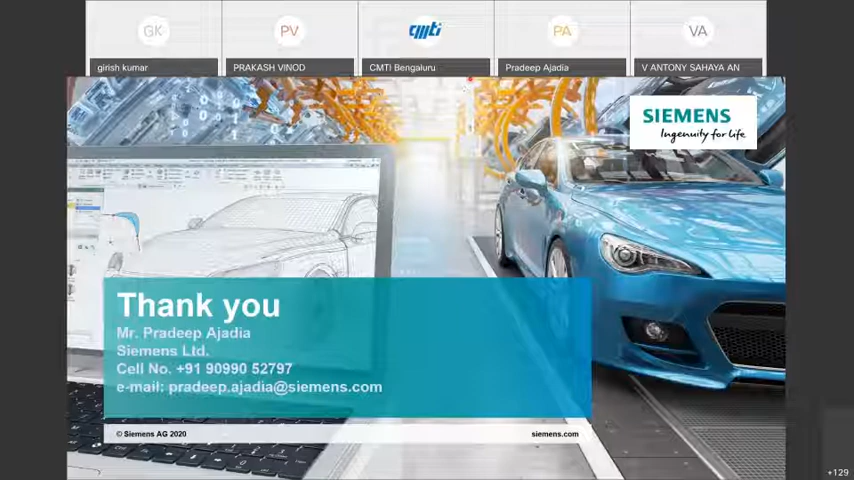 GK
PV
cmti
PA
VA
girish kumar
PRAKASH VINOD
CMTI Bengaluru
Pradeep Ajadia
V ANTONY SAHAYA AN
SIEMENS
Ingenuity for life
Thank you
Mr. Pradeep Ajadia
Siemens Ltd.
Cell No. +91 90990 52797
e-mail: pradeep.ajadia@siemens.com
© Siemens AG 2020
siemens.com
+129